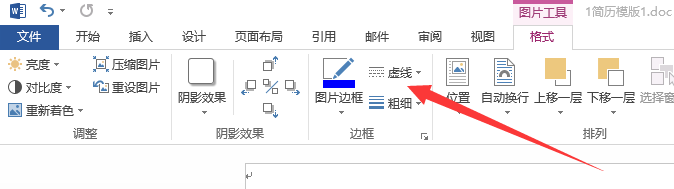 图片工具
1简历模版1.doc
文件 开始 插入 设计 页面布局 引用 邮件 审阅 视图 格式
亮度 压缩图片
对比度 重设图片
重新着色
阴影效果
图片边框
虚线
粗细
位置 自动换行 上移一层 下移一层 选择窗
调整 阴影效果 边框 排列